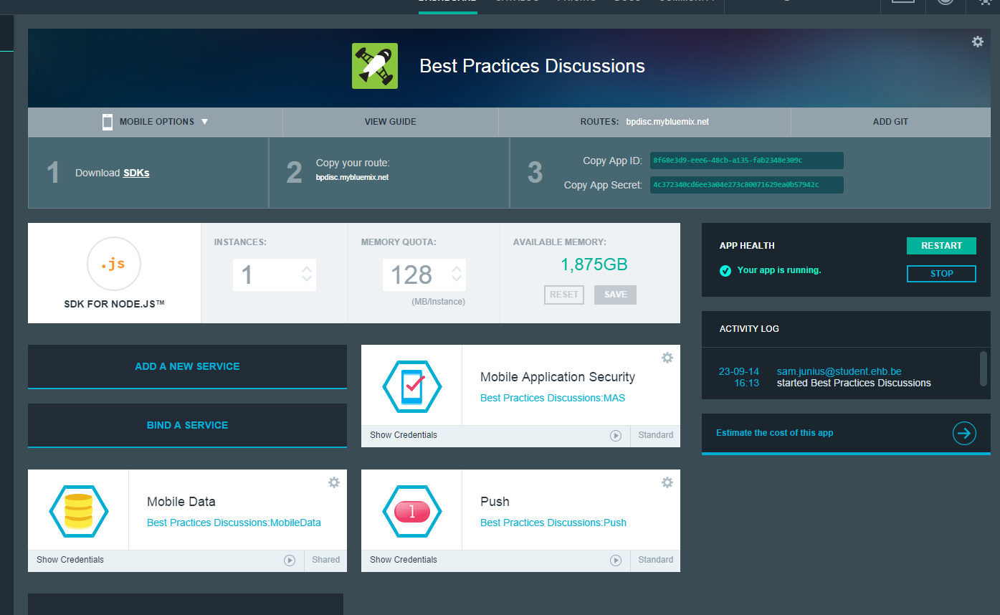 DASHBOARD CATALOG PRICING DOCS COMMUNITY
Best Practices Discussions
MOBILE OPTIONS
VIEW GUIDE
ROUTES: bpdisc.mybluemix.net
ADD GIT
1
Download SDKs
2
Copy your route:
bpdisc.mybluemix.net
3
Copy App ID: 8f68e3d9-eee6-48cb-a135-fab2348e309c
Copy App Secret: 4c372340cd6ee3a04e273c80071629ea0b57942c
.js
SDK FOR NODE.JS™
INSTANCES:
1
MEMORY QUOTA:
128
(MB/Instance)
AVAILABLE MEMORY:
1,875GB
RESET SAVE
APP HEALTH
RESTART
Your app is running.
STOP
ACTIVITY LOG
23-09-14 sam.junius@student.ehb.be
16:13 started Best Practices Discussions
Estimate the cost of this app
ADD A NEW SERVICE
BIND A SERVICE
Mobile Application Security
Best Practices Discussions:MAS
Show Credentials
Standard
Mobile Data
Best Practices Discussions:MobileData
Show Credentials
Shared
1
Push
Best Practices Discussions:Push
Show Credentials
Standard